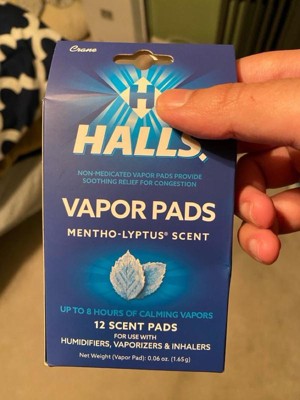 Crane
H
HALLS.
NON-MEDICATED VAPOR PADS PROVIDE
SOOTHING RELIEF FOR CONGESTION
VAPOR PADS
MENTHO-LYPTUS® SCENT
UP TO 8 HOURS OF CALMING VAPORS
12 SCENT PADS
FOR USE WITH
HUMIDIFIERS, VAPORIZERS & INHALERS
Net Weight (Vapor Pad): 0.06 oz. (1.65g)